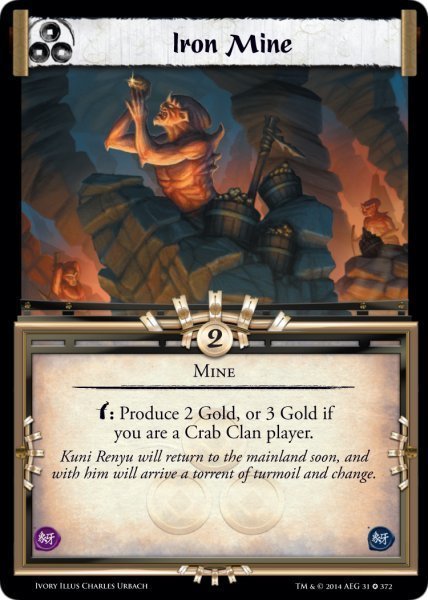 Iron Mine
2
Mine
: Produce 2 Gold, or 3 Gold if
you are a Crab Clan player.
Kuni Renyu will return to the mainland soon, and
with him will arrive a torrent of turmoil and change.
Ivory Illus Charles Urbach
TM & © 2014 AEG 31 ✪ 372